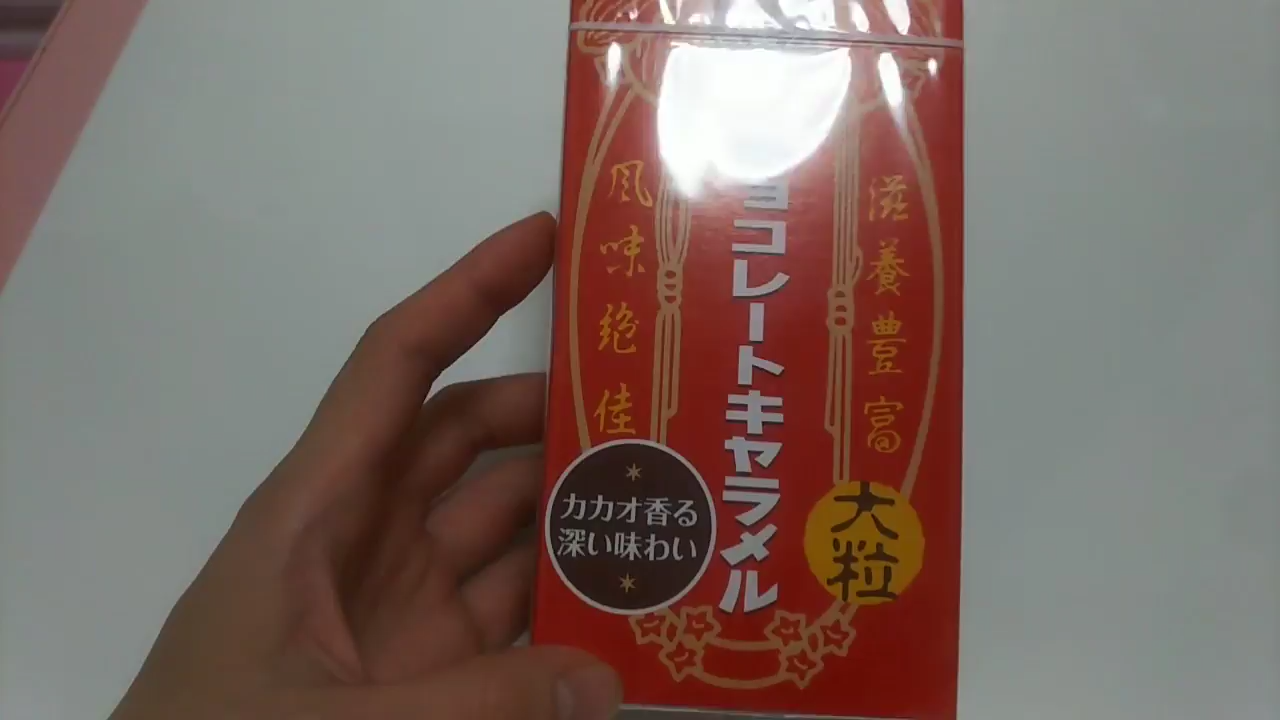 滋養豊富
ョコレートキャラメル
風味絶佳
カカオ香る
深い味わい
大粒